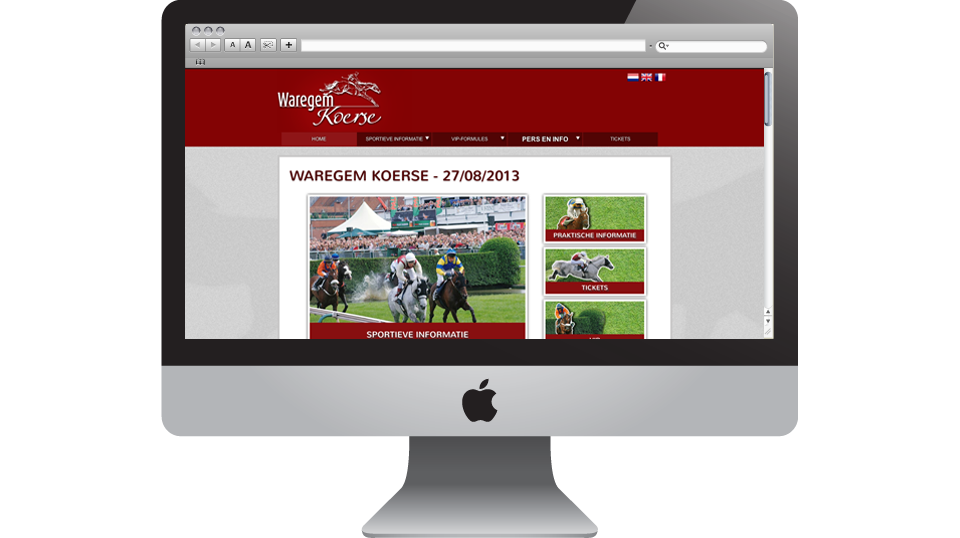 A A +
Waregem
Koerse
HOME SPORTIEVE INFORMATIE VIP-FORMULES PERS EN INFO TICKETS
WAREGEM KOERSE - 27/08/2013
PRAKTISCHE INFORMATIE
TICKETS
SPORTIEVE INFORMATIE